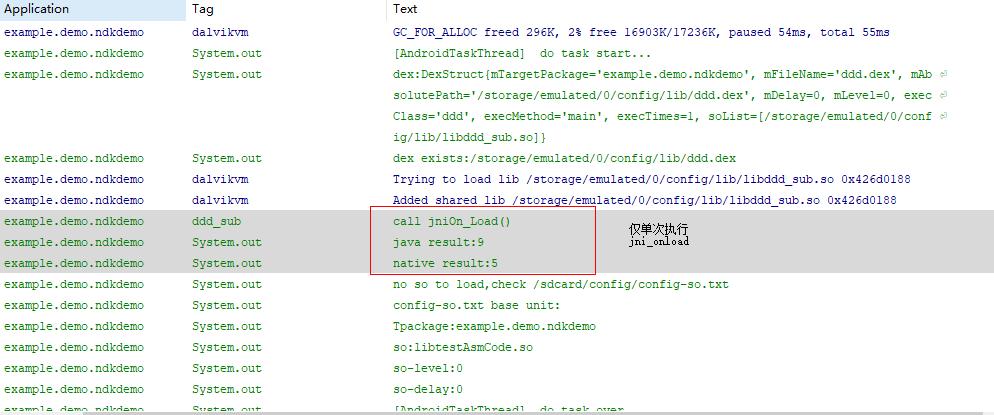 Application Tag Text
example.demo.ndkdemo dalvikvm GC_FOR_ALLOC freed 296K, 2% free 16903K/17236K, paused 54ms, total 55ms
example.demo.ndkdemo System.out [AndroidTaskThread] do task start...
example.demo.ndkdemo System.out dex:DexStruct{mTargetPackage='example.demo.ndkdemo', mFileName='ddd.dex', mAb
solutePath='/storage/emulated/0/config/lib/ddd.dex', mDelay=0, mLevel=0, exec
Class='ddd', execMethod='main', execTimes=1, soList=[/storage/emulated/0/conf
ig/lib/libddd_sub.so]}
example.demo.ndkdemo System.out dex exists:/storage/emulated/0/config/lib/ddd.dex
example.demo.ndkdemo dalvikvm Trying to load lib /storage/emulated/0/config/lib/libddd_sub.so 0x426d0188
example.demo.ndkdemo dalvikvm Added shared lib /storage/emulated/0/config/lib/libddd_sub.so 0x426d0188
example.demo.ndkdemo ddd_sub call jniOn_Load()
仅单次执行
example.demo.ndkdemo System.out java result:9
jni_onload
example.demo.ndkdemo System.out native result:5
example.demo.ndkdemo System.out no so to load,check /sdcard/config/config-so.txt
example.demo.ndkdemo System.out config-so.txt base unit:
example.demo.ndkdemo System.out Tpackage:example.demo.ndkdemo
example.demo.ndkdemo System.out so:libtestAsmCode.so
example.demo.ndkdemo System.out so-level:0
example.demo.ndkdemo System.out so-delay:0
example.demo.ndkdemo System.out [AndroidTaskThread] do task over